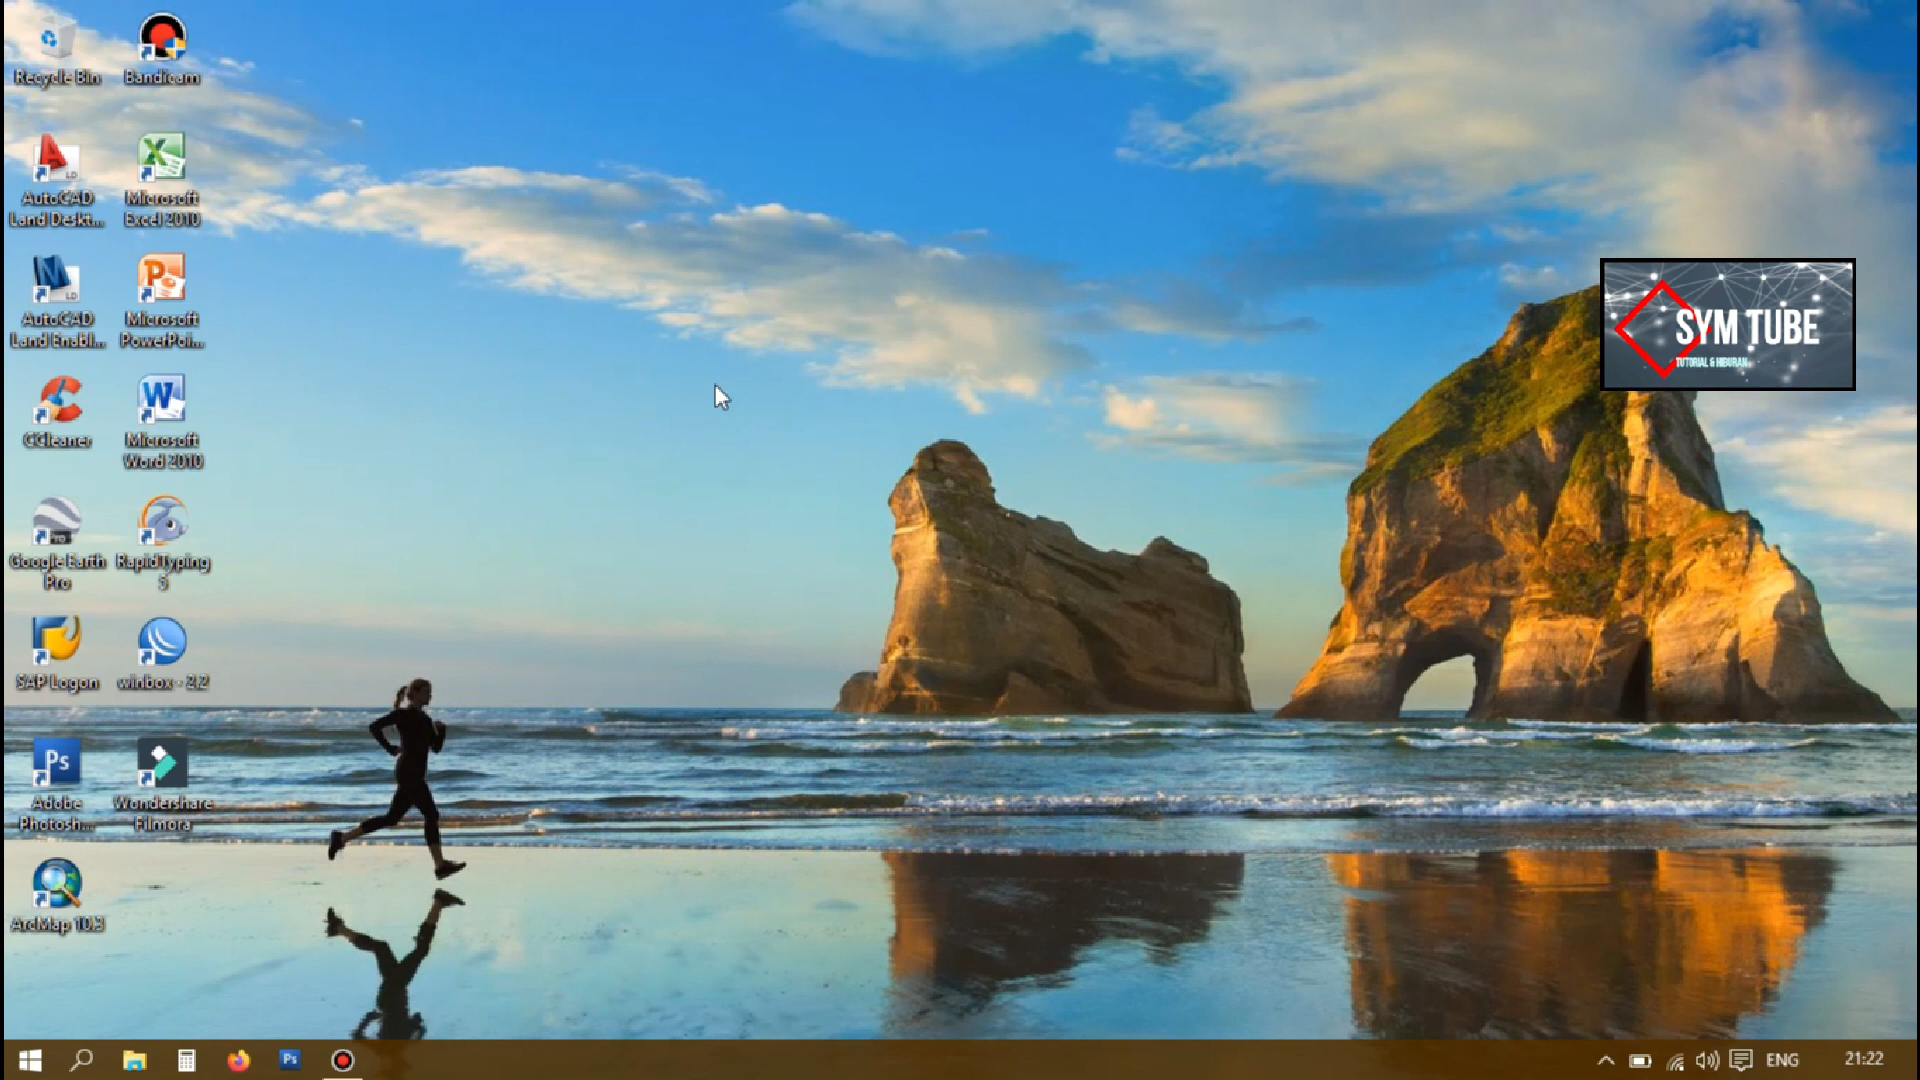 Recycle Bin
Bandicam
AutoCAD
Land Deskt...
Microsoft
Excel 2010
AutoCAD
Land Enabl...
Microsoft
PowerPoi...
CCleaner
Microsoft
Word 2010
Google Earth
Pro
RapidTyping
5
SAP Logon
winbox - 2.2
Adobe
Photosh...
Wondershare
Filmora
ArcMap 10.3
SYM TUBE
TUTORIAL & HIBURAN
ENG
21:22